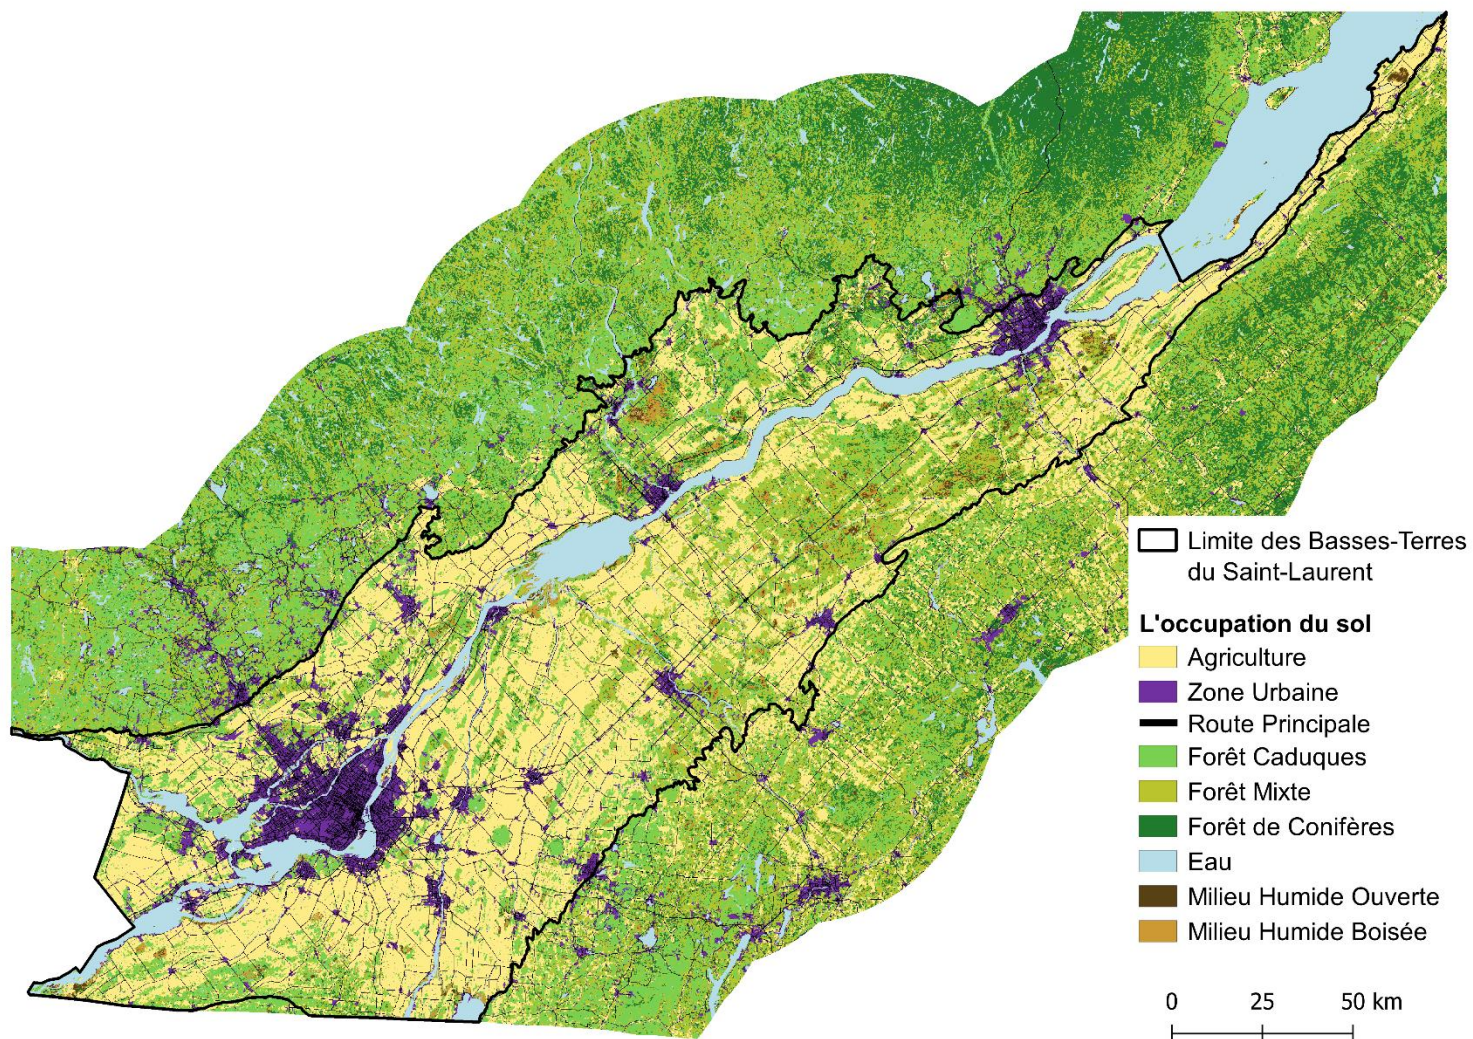 Limite des Basses-Terres
du Saint-Laurent
L'occupation du sol
Agriculture
Zone Urbaine
Route Principale
Forêt Caduques
Forêt Mixte
Forêt de Conifères
Eau
Milieu Humide Ouverte
Milieu Humide Boisée
0 25 50 km